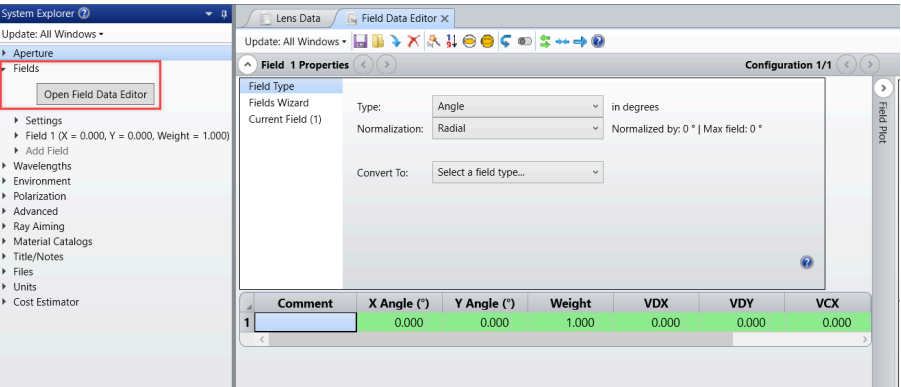 System Explorer
Update: All Windows
Aperture
Fields
Open Field Data Editor
Settings
Field 1 (X = 0.000, Y = 0.000, Weight = 1.000)
Add Field
Wavelengths
Environment
Polarization
Advanced
Ray Aiming
Material Catalogs
Title/Notes
Files
Units
Cost Estimator
Lens Data
Field Data Editor
Update: All Windows
Field 1 Properties
Configuration 1/1
Field Type
Fields Wizard
Current Field (1)
Type: Angle in degrees
Normalization: Radial Normalized by: 0 ° | Max field: 0 °
Convert To: Select a field type...
Field Plot
Comment X Angle (°) Y Angle (°) Weight VDX VDY VCX
1 0.000 0.000 1.000 0.000 0.000 0.000